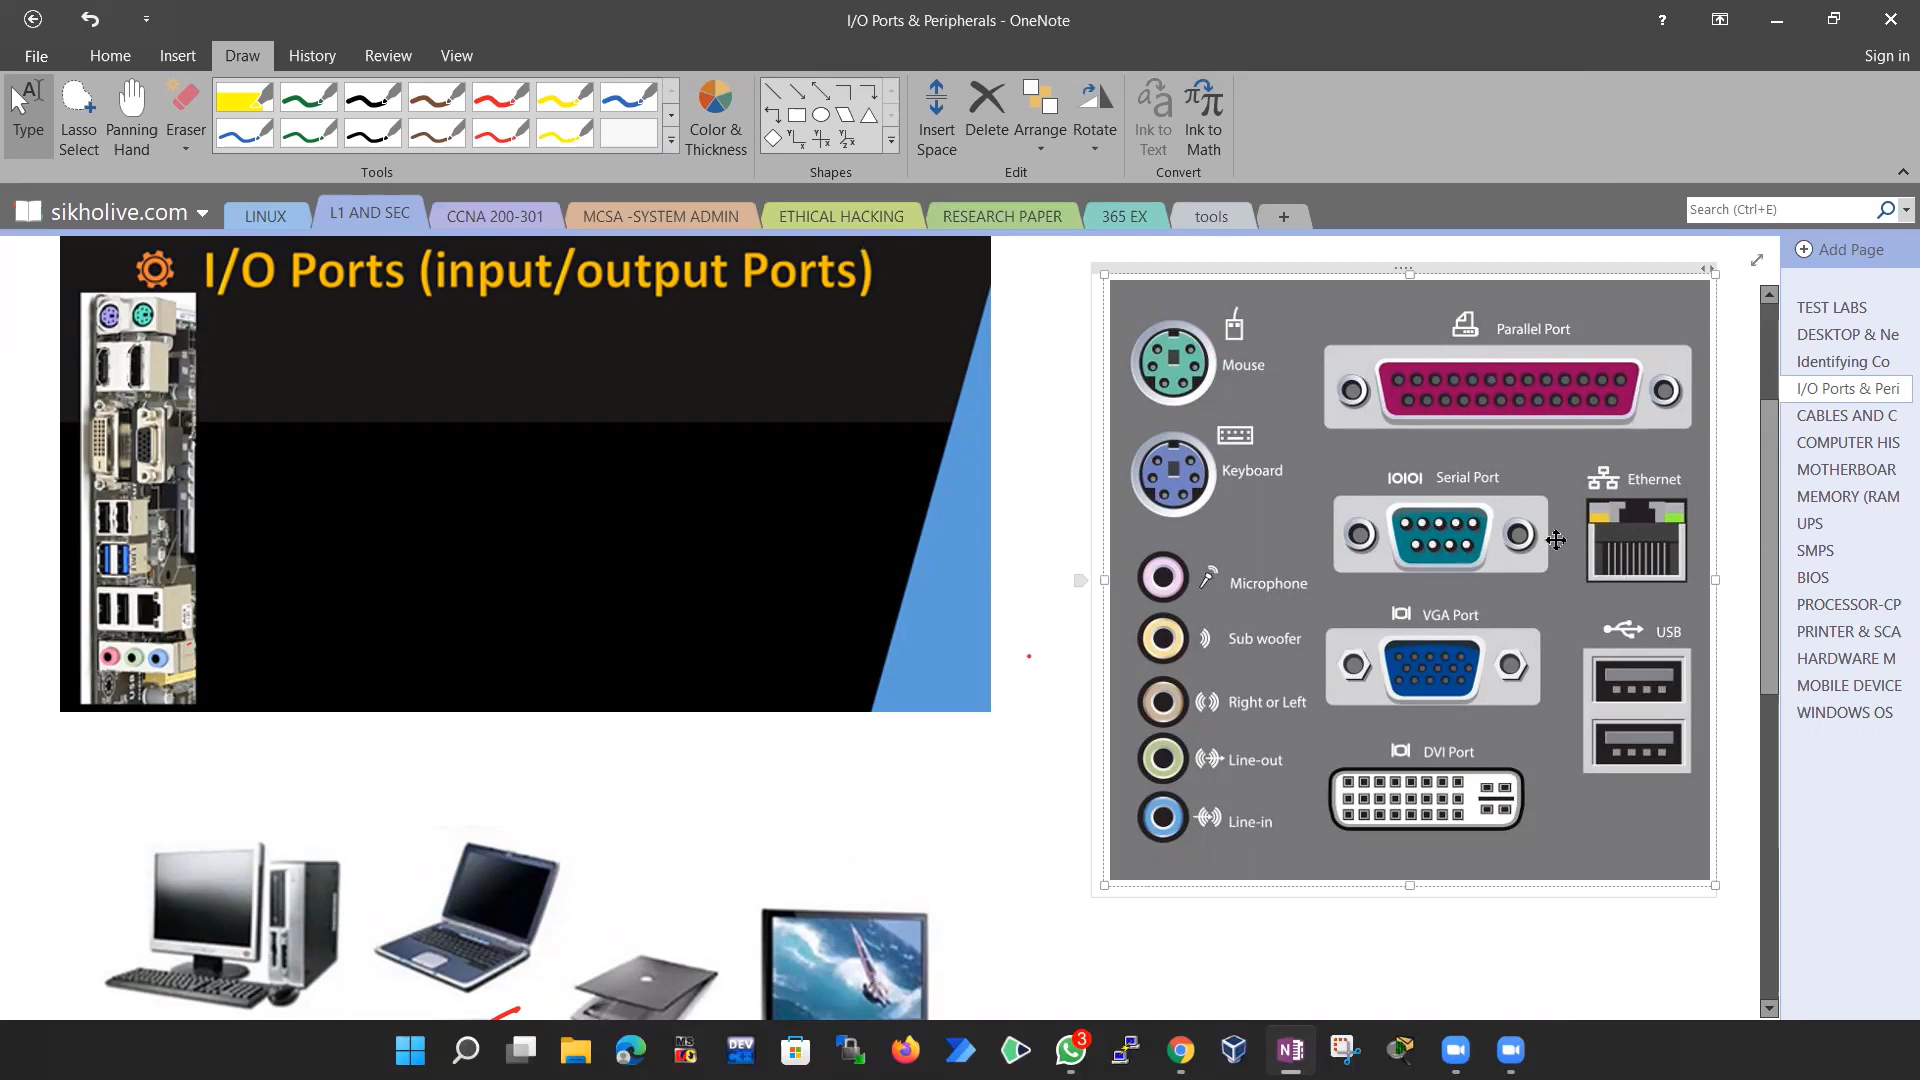 I/O Ports & Peripherals - OneNote
File
Home
Insert
Draw
History
Review
View
Sign in
Type
Lasso Select
Panning Hand
Eraser
Color & Thickness
Insert Space
Delete
Arrange
Rotate
Ink to Text
Ink to Math
Tools
Shapes
Edit
Convert
sikholive.com
LINUX
L1 AND SEC
CCNA 200-301
MCSA -SYSTEM ADMIN
ETHICAL HACKING
RESEARCH PAPER
365 EX
tools
Search (Ctrl+E)
Add Page
TEST LABS
DESKTOP & Ne
Identifying Co
I/O Ports & Peri
CABLES AND C
COMPUTER HIS
MOTHERBOAR
MEMORY (RAM
UPS
SMPS
BIOS
PROCESSOR-CP
PRINTER & SCA
HARDWARE M
MOBILE DEVICE
WINDOWS OS
I/O Ports (input/output Ports)
Mouse
Parallel Port
Keyboard
IOIOI Serial Port
Ethernet
Microphone
VGA Port
USB
Sub woofer
Right or Left
DVI Port
Line-out
Line-in
DEV
3